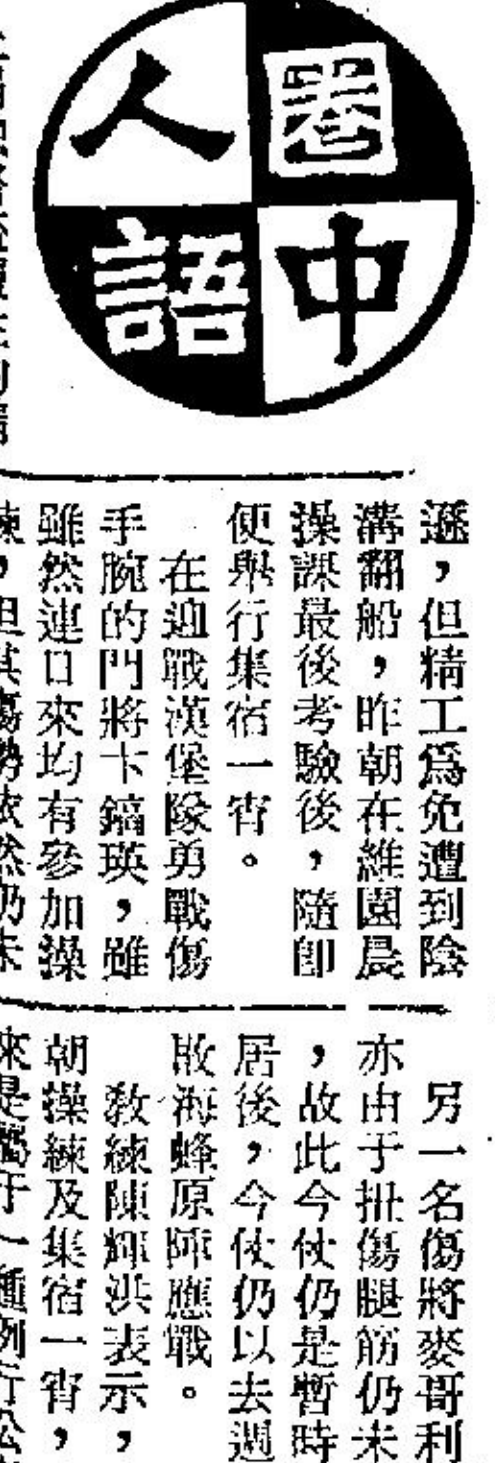 圈中人語
遜，但精工爲免遭到陰
溝翻船，昨朝在維園晨
操課最後考驗後，隨即
便舉行集宿一宵。
在迎戰漢堡隊勇戰傷
手腕的門將卞鎬瑛，雖
雖然連日來均有參加操
練，但其傷勢依然仍未
另一名傷將麥哥利
亦由于扭傷腿筋仍未
，故此今仗仍是暫時
居後，今仗仍以去週
敗海蜂原陣應戰。
教練陳輝洪表示，
朝操練及集宿一宵，
來是屬于一種例行公